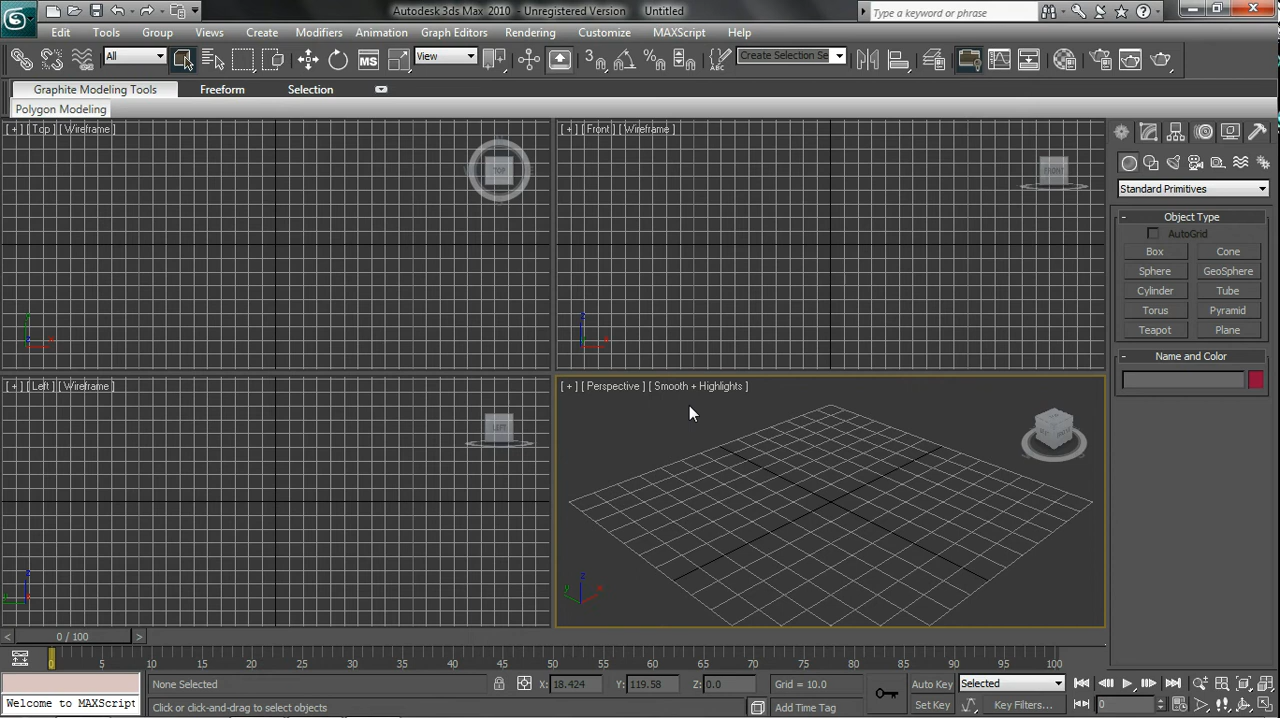 Autodesk 3ds Max 2010 - Unregistered Version Untitled
Type a keyword or phrase
Edit Tools Group Views Create Modifiers Animation Graph Editors Rendering Customize MAXScript Help
All View Create Selection Se
Graphite Modeling Tools Freeform Selection
Polygon Modeling
[ + ] [ Top ] [ Wireframe ]
TOP
[ + ] [ Front ] [ Wireframe ]
FRONT
[ + ] [ Left ] [ Wireframe ]
LEFT
[ + ] [ Perspective ] [ Smooth + Highlights ]
Standard Primitives
- Object Type
AutoGrid
Box Cone
Sphere GeoSphere
Cylinder Tube
Torus Pyramid
Teapot Plane
- Name and Color
< 0 / 100 >
0 5 10 15 20 25 30 35 40 45 50 55 60 65 70 75 80 85 90 95 100
None Selected X: 18.424 Y: 119.58 Z: 0.0 Grid = 10.0 Auto Key Selected
Welcome to MAXScript Click or click-and-drag to select objects Add Time Tag Set Key Key Filters... 0